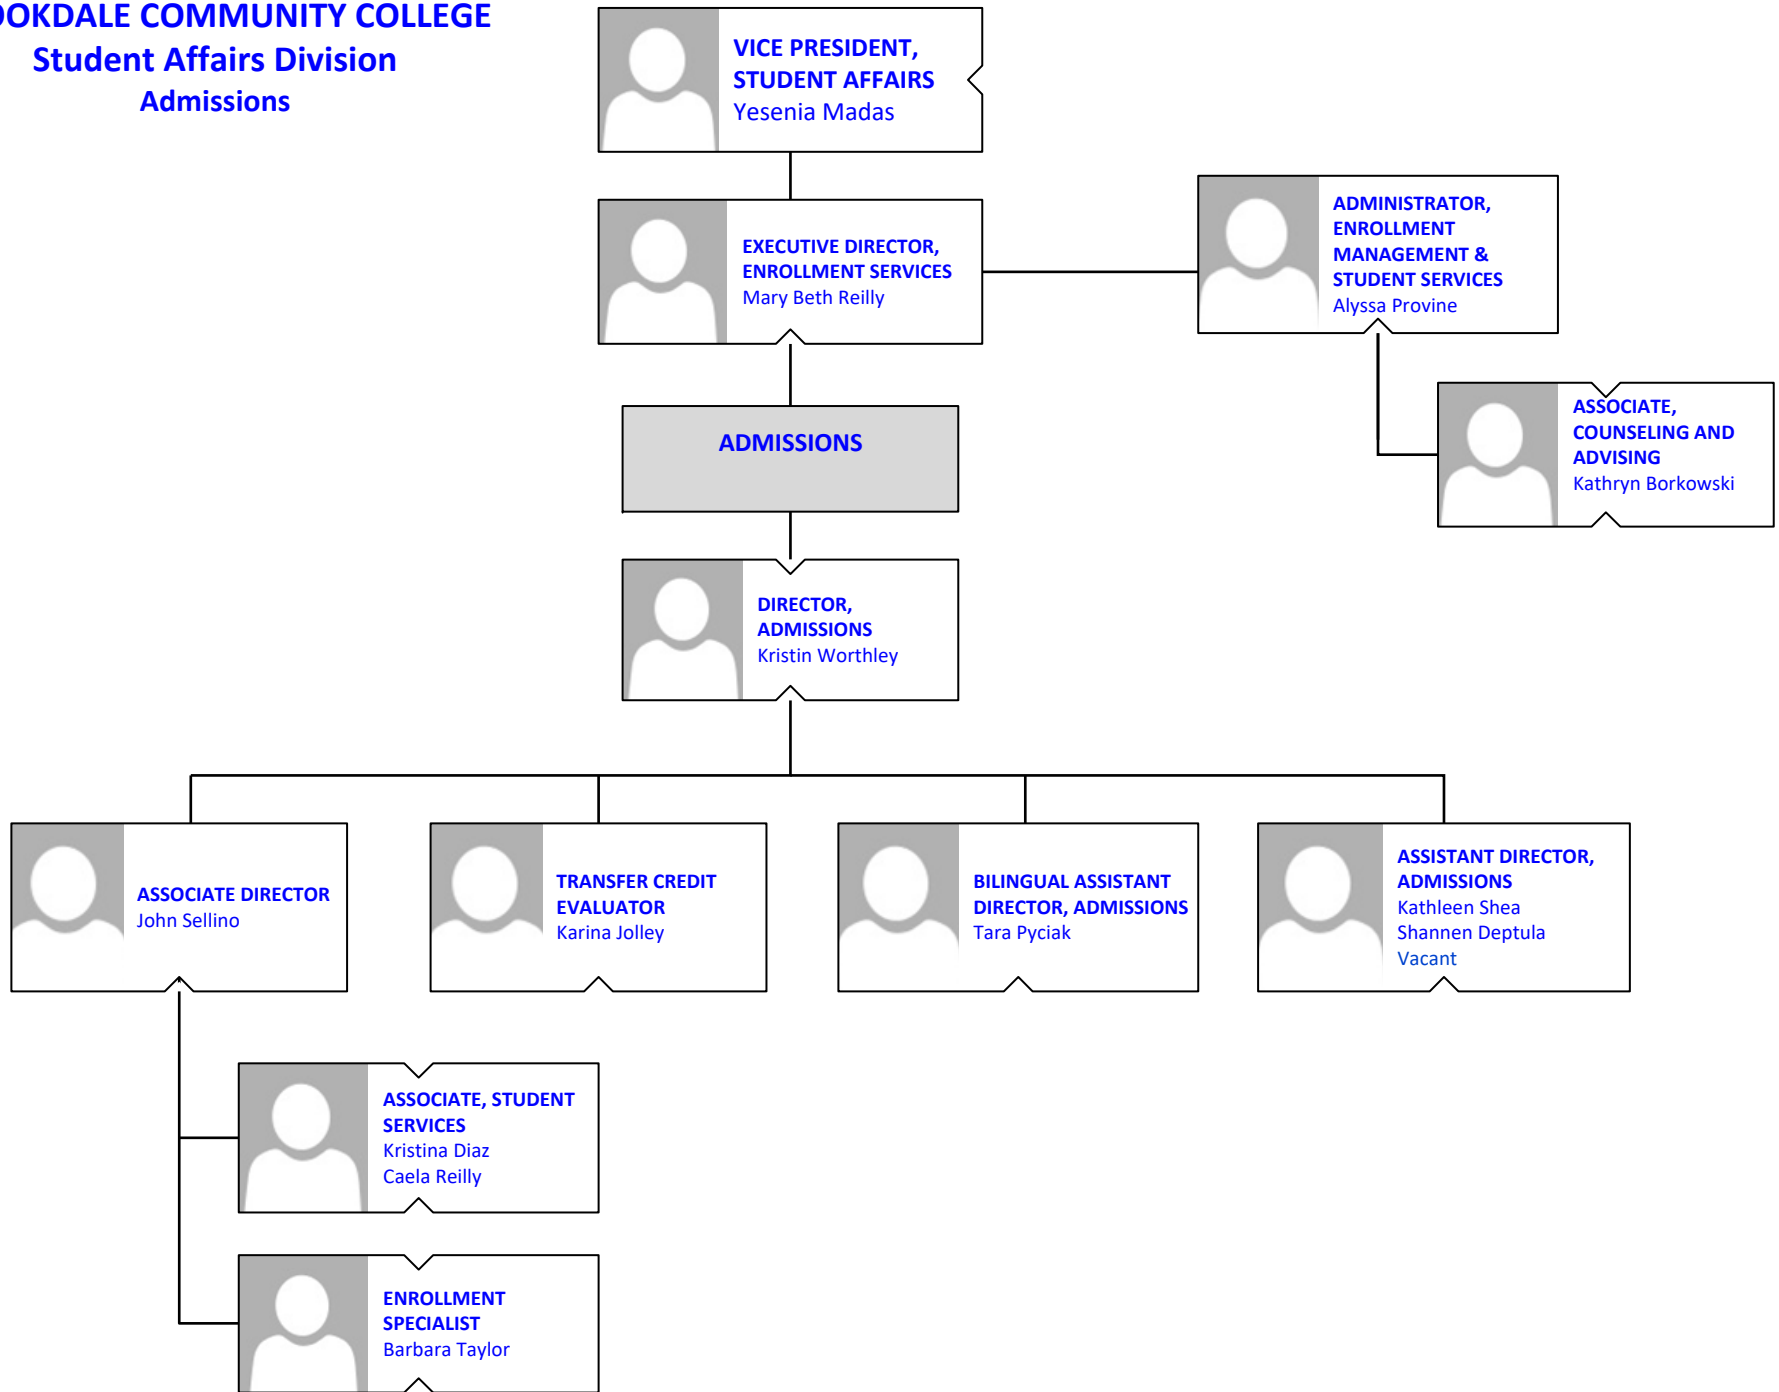 OOKDALE COMMUNITY COLLEGE
Student Affairs Division
Admissions
VICE PRESIDENT,
STUDENT AFFAIRS
Yesenia Madas
EXECUTIVE DIRECTOR,
ENROLLMENT SERVICES
Mary Beth Reilly
ADMINISTRATOR,
ENROLLMENT
MANAGEMENT &
STUDENT SERVICES
Alyssa Provine
ASSOCIATE,
COUNSELING AND
ADVISING
Kathryn Borkowski
ADMISSIONS
DIRECTOR,
ADMISSIONS
Kristin Worthley
ASSOCIATE DIRECTOR
John Sellino
TRANSFER CREDIT
EVALUATOR
Karina Jolley
BILINGUAL ASSISTANT
DIRECTOR, ADMISSIONS
Tara Pyciak
ASSISTANT DIRECTOR,
ADMISSIONS
Kathleen Shea
Shannen Deptula
Vacant
ASSOCIATE, STUDENT
SERVICES
Kristina Diaz
Caela Reilly
ENROLLMENT
SPECIALIST
Barbara Taylor